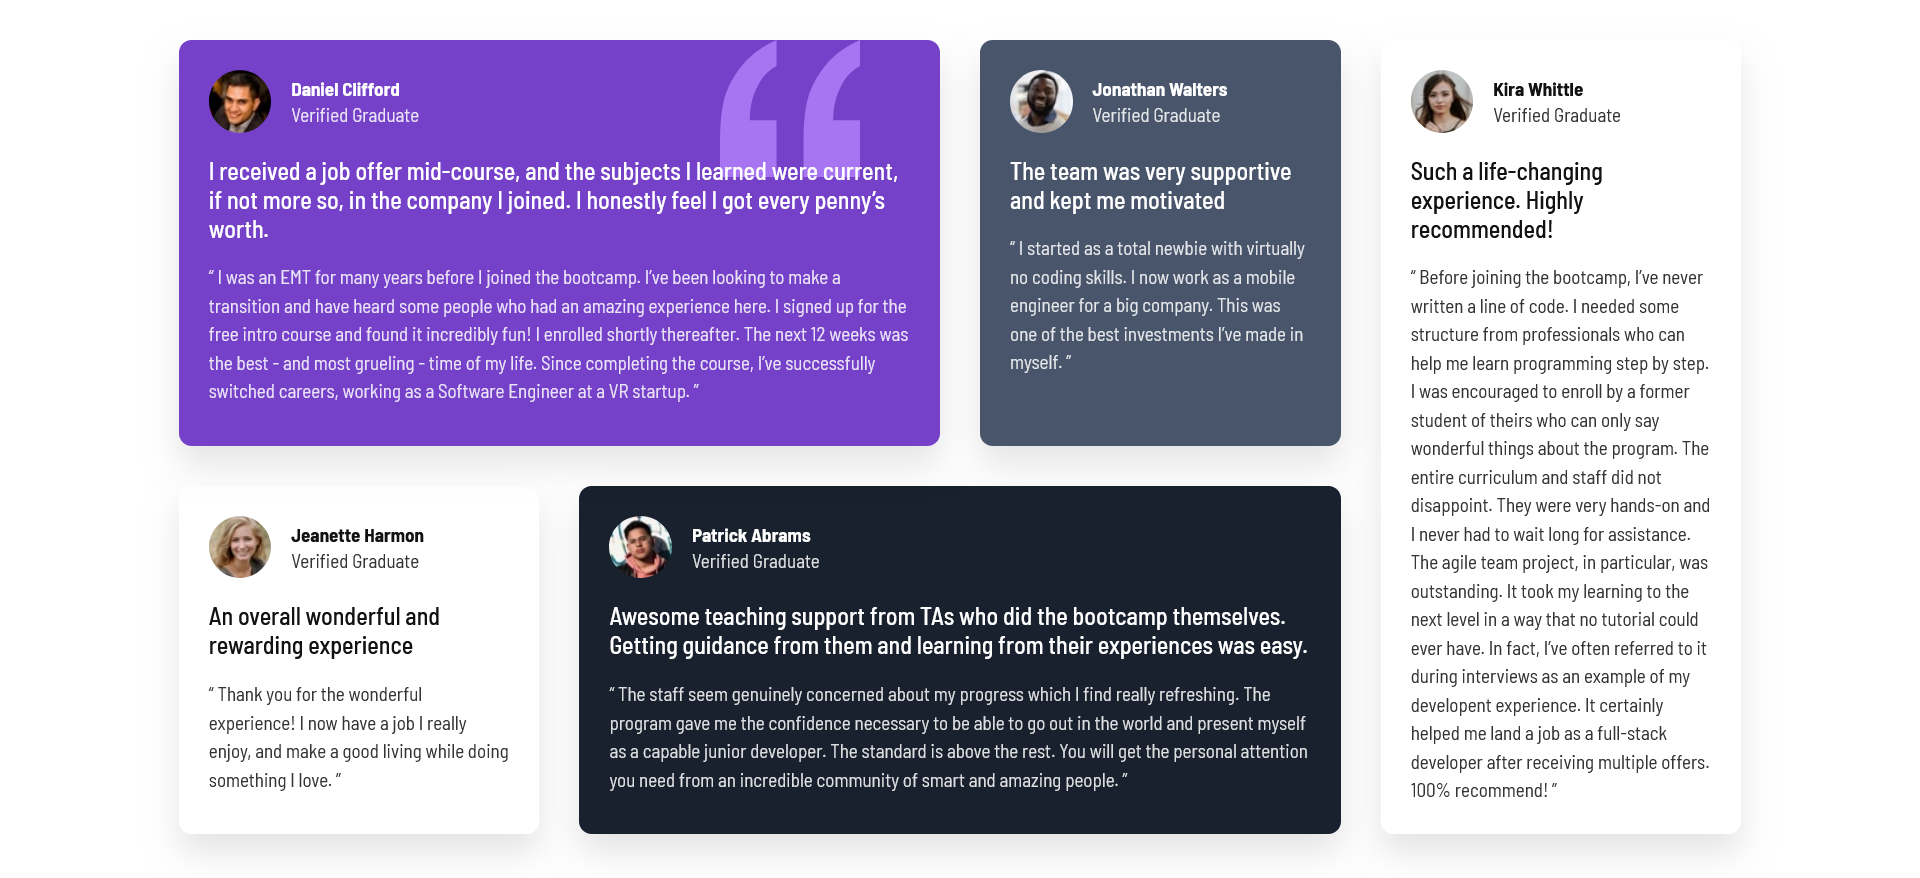 Daniel Clifford
Verified Graduate
I received a job offer mid-course, and the subjects I learned were current,
if not more so, in the company I joined. I honestly feel I got every penny’s
worth.
“ I was an EMT for many years before I joined the bootcamp. I’ve been looking to make a
transition and have heard some people who had an amazing experience here. I signed up for the
free intro course and found it incredibly fun! I enrolled shortly thereafter. The next 12 weeks was
the best - and most grueling - time of my life. Since completing the course, I’ve successfully
switched careers, working as a Software Engineer at a VR startup. ”
Jonathan Walters
Verified Graduate
The team was very supportive
and kept me motivated
“ I started as a total newbie with virtually
no coding skills. I now work as a mobile
engineer for a big company. This was
one of the best investments I’ve made in
myself. ”
Kira Whittle
Verified Graduate
Such a life-changing
experience. Highly
recommended!
“ Before joining the bootcamp, I’ve never
written a line of code. I needed some
structure from professionals who can
help me learn programming step by step.
I was encouraged to enroll by a former
student of theirs who can only say
wonderful things about the program. The
entire curriculum and staff did not
disappoint. They were very hands-on and
I never had to wait long for assistance.
The agile team project, in particular, was
outstanding. It took my learning to the
next level in a way that no tutorial could
ever have. In fact, I’ve often referred to it
during interviews as an example of my
developent experience. It certainly
helped me land a job as a full-stack
developer after receiving multiple offers.
100% recommend! ”
Jeanette Harmon
Verified Graduate
An overall wonderful and
rewarding experience
“ Thank you for the wonderful
experience! I now have a job I really
enjoy, and make a good living while doing
something I love. ”
Patrick Abrams
Verified Graduate
Awesome teaching support from TAs who did the bootcamp themselves.
Getting guidance from them and learning from their experiences was easy.
“ The staff seem genuinely concerned about my progress which I find really refreshing. The
program gave me the confidence necessary to be able to go out in the world and present myself
as a capable junior developer. The standard is above the rest. You will get the personal attention
you need from an incredible community of smart and amazing people. ”